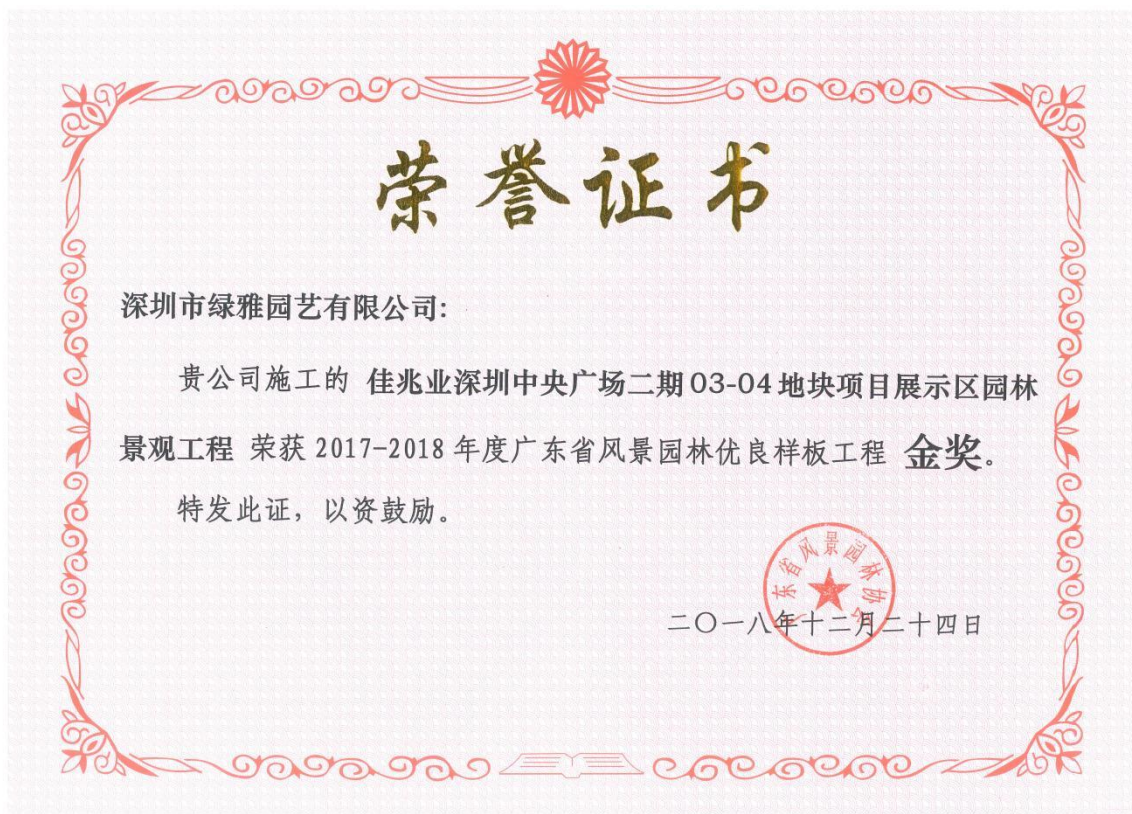 荣誉证书
深圳市绿雅园艺有限公司:
贵公司施工的 佳兆业深圳中央广场二期03-04地块项目展示区园林
景观工程 荣获 2017-2018 年度广东省风景园林优良样板工程 金奖。
特发此证，以资鼓励。
广东省风景园林协会
二〇一八年十二月二十四日